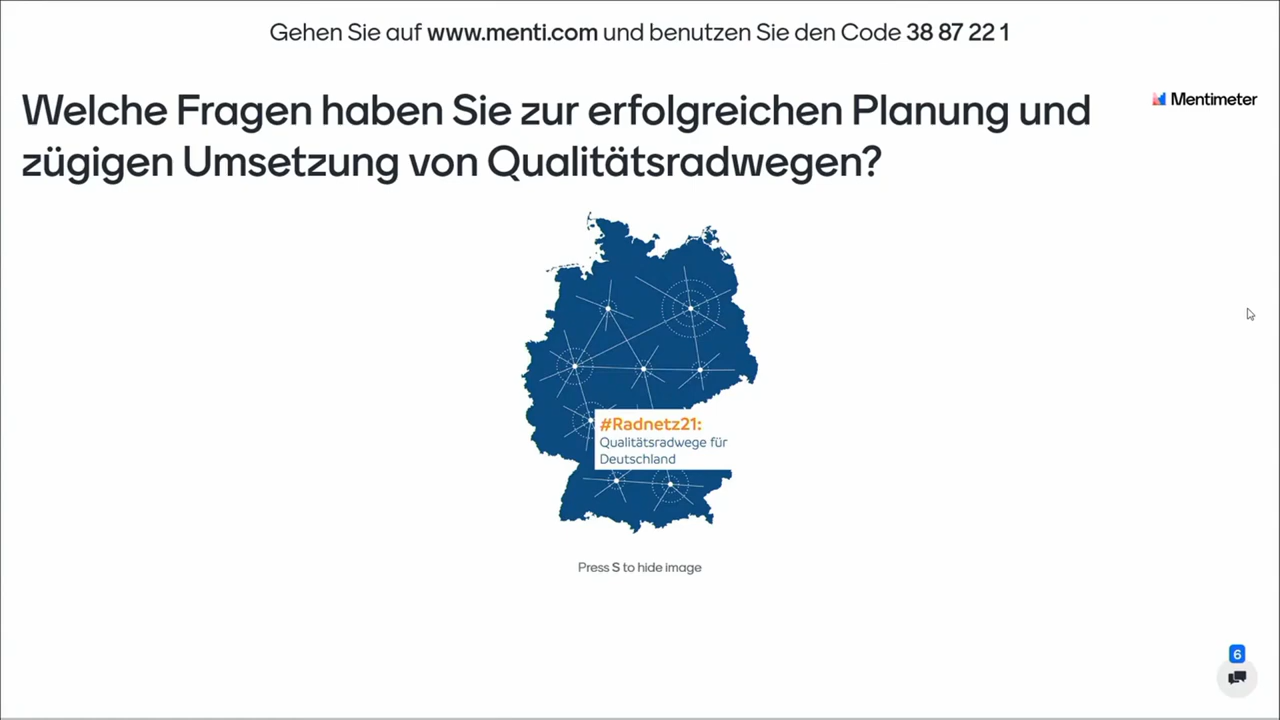 Gehen Sie auf www.menti.com und benutzen Sie den Code 38 87 22 1
Welche Fragen haben Sie zur erfolgreichen Planung und
zügigen Umsetzung von Qualitätsradwegen?
Mentimeter
#Radnetz21:
Qualitätsradwege für
Deutschland
Press S to hide image
6